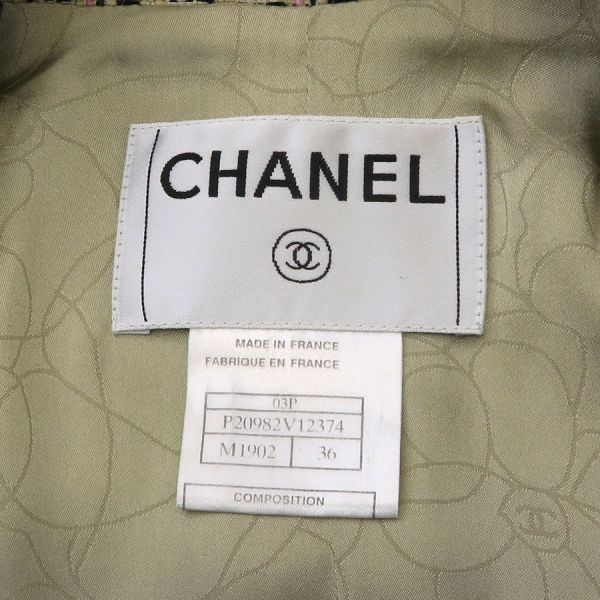 CHANEL
MADE IN FRANCE
FABRIQUE EN FRANCE
03P
P20982V12374
M1902 36
COMPOSITION